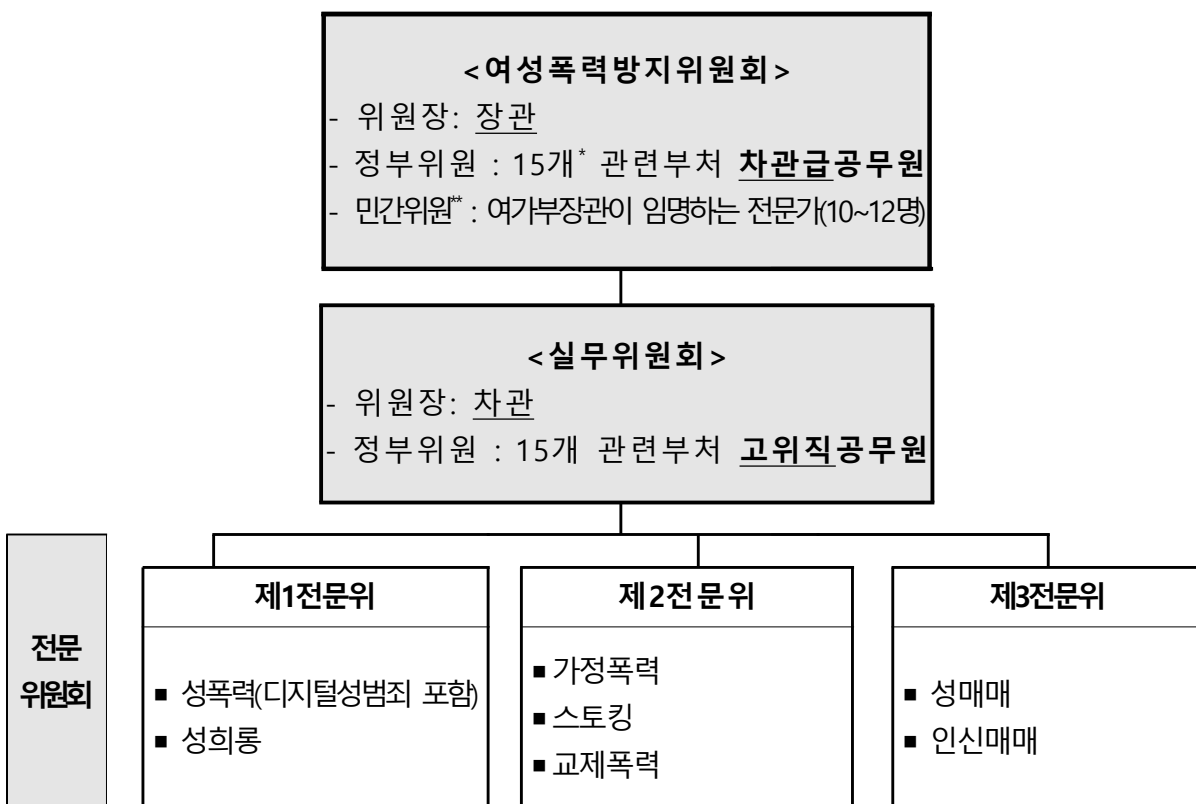 <여성폭력방지위원회>
- 위원장: 장관
- 정부위원 : 15개* 관련부처 차관급공무원
- 민간위원** : 여가부장관이 임명하는 전문가(10~12명)
<실무위원회>
- 위원장: 차관
- 정부위원 : 15개 관련부처 고위직공무원
전문
위원회
제1전문위
■ 성폭력(디지털성범죄 포함)
■ 성희롱
제2전문위
■ 가정폭력
■ 스토킹
■ 교제폭력
제3전문위
■ 성매매
■ 인신매매